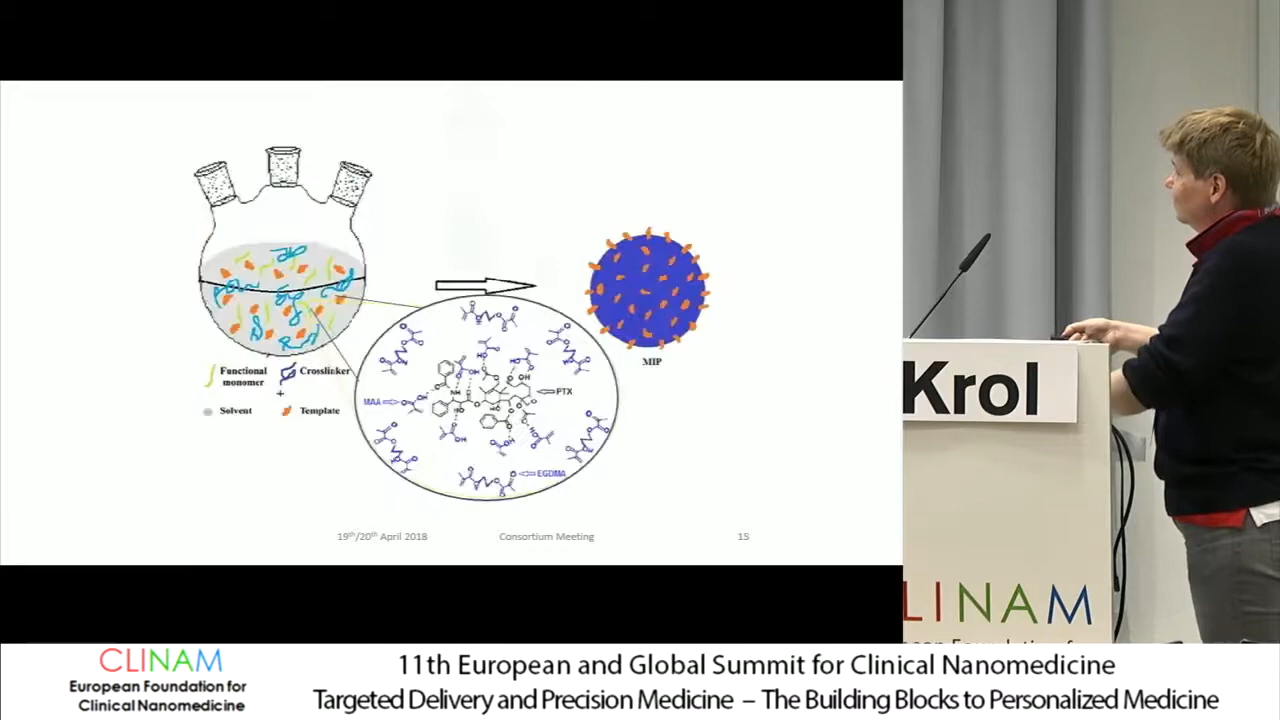 Functional
monomer
Crosslinker
+
Solvent
Template
MIP
MAA
PTX
EGDMA
NH
OH
19th/20th April 2018
Consortium Meeting
15
Krol
CLINAM
CLINAM
European Foundation for
Clinical Nanomedicine
11th European and Global Summit for Clinical Nanomedicine
Targeted Delivery and Precision Medicine – The Building Blocks to Personalized Medicine